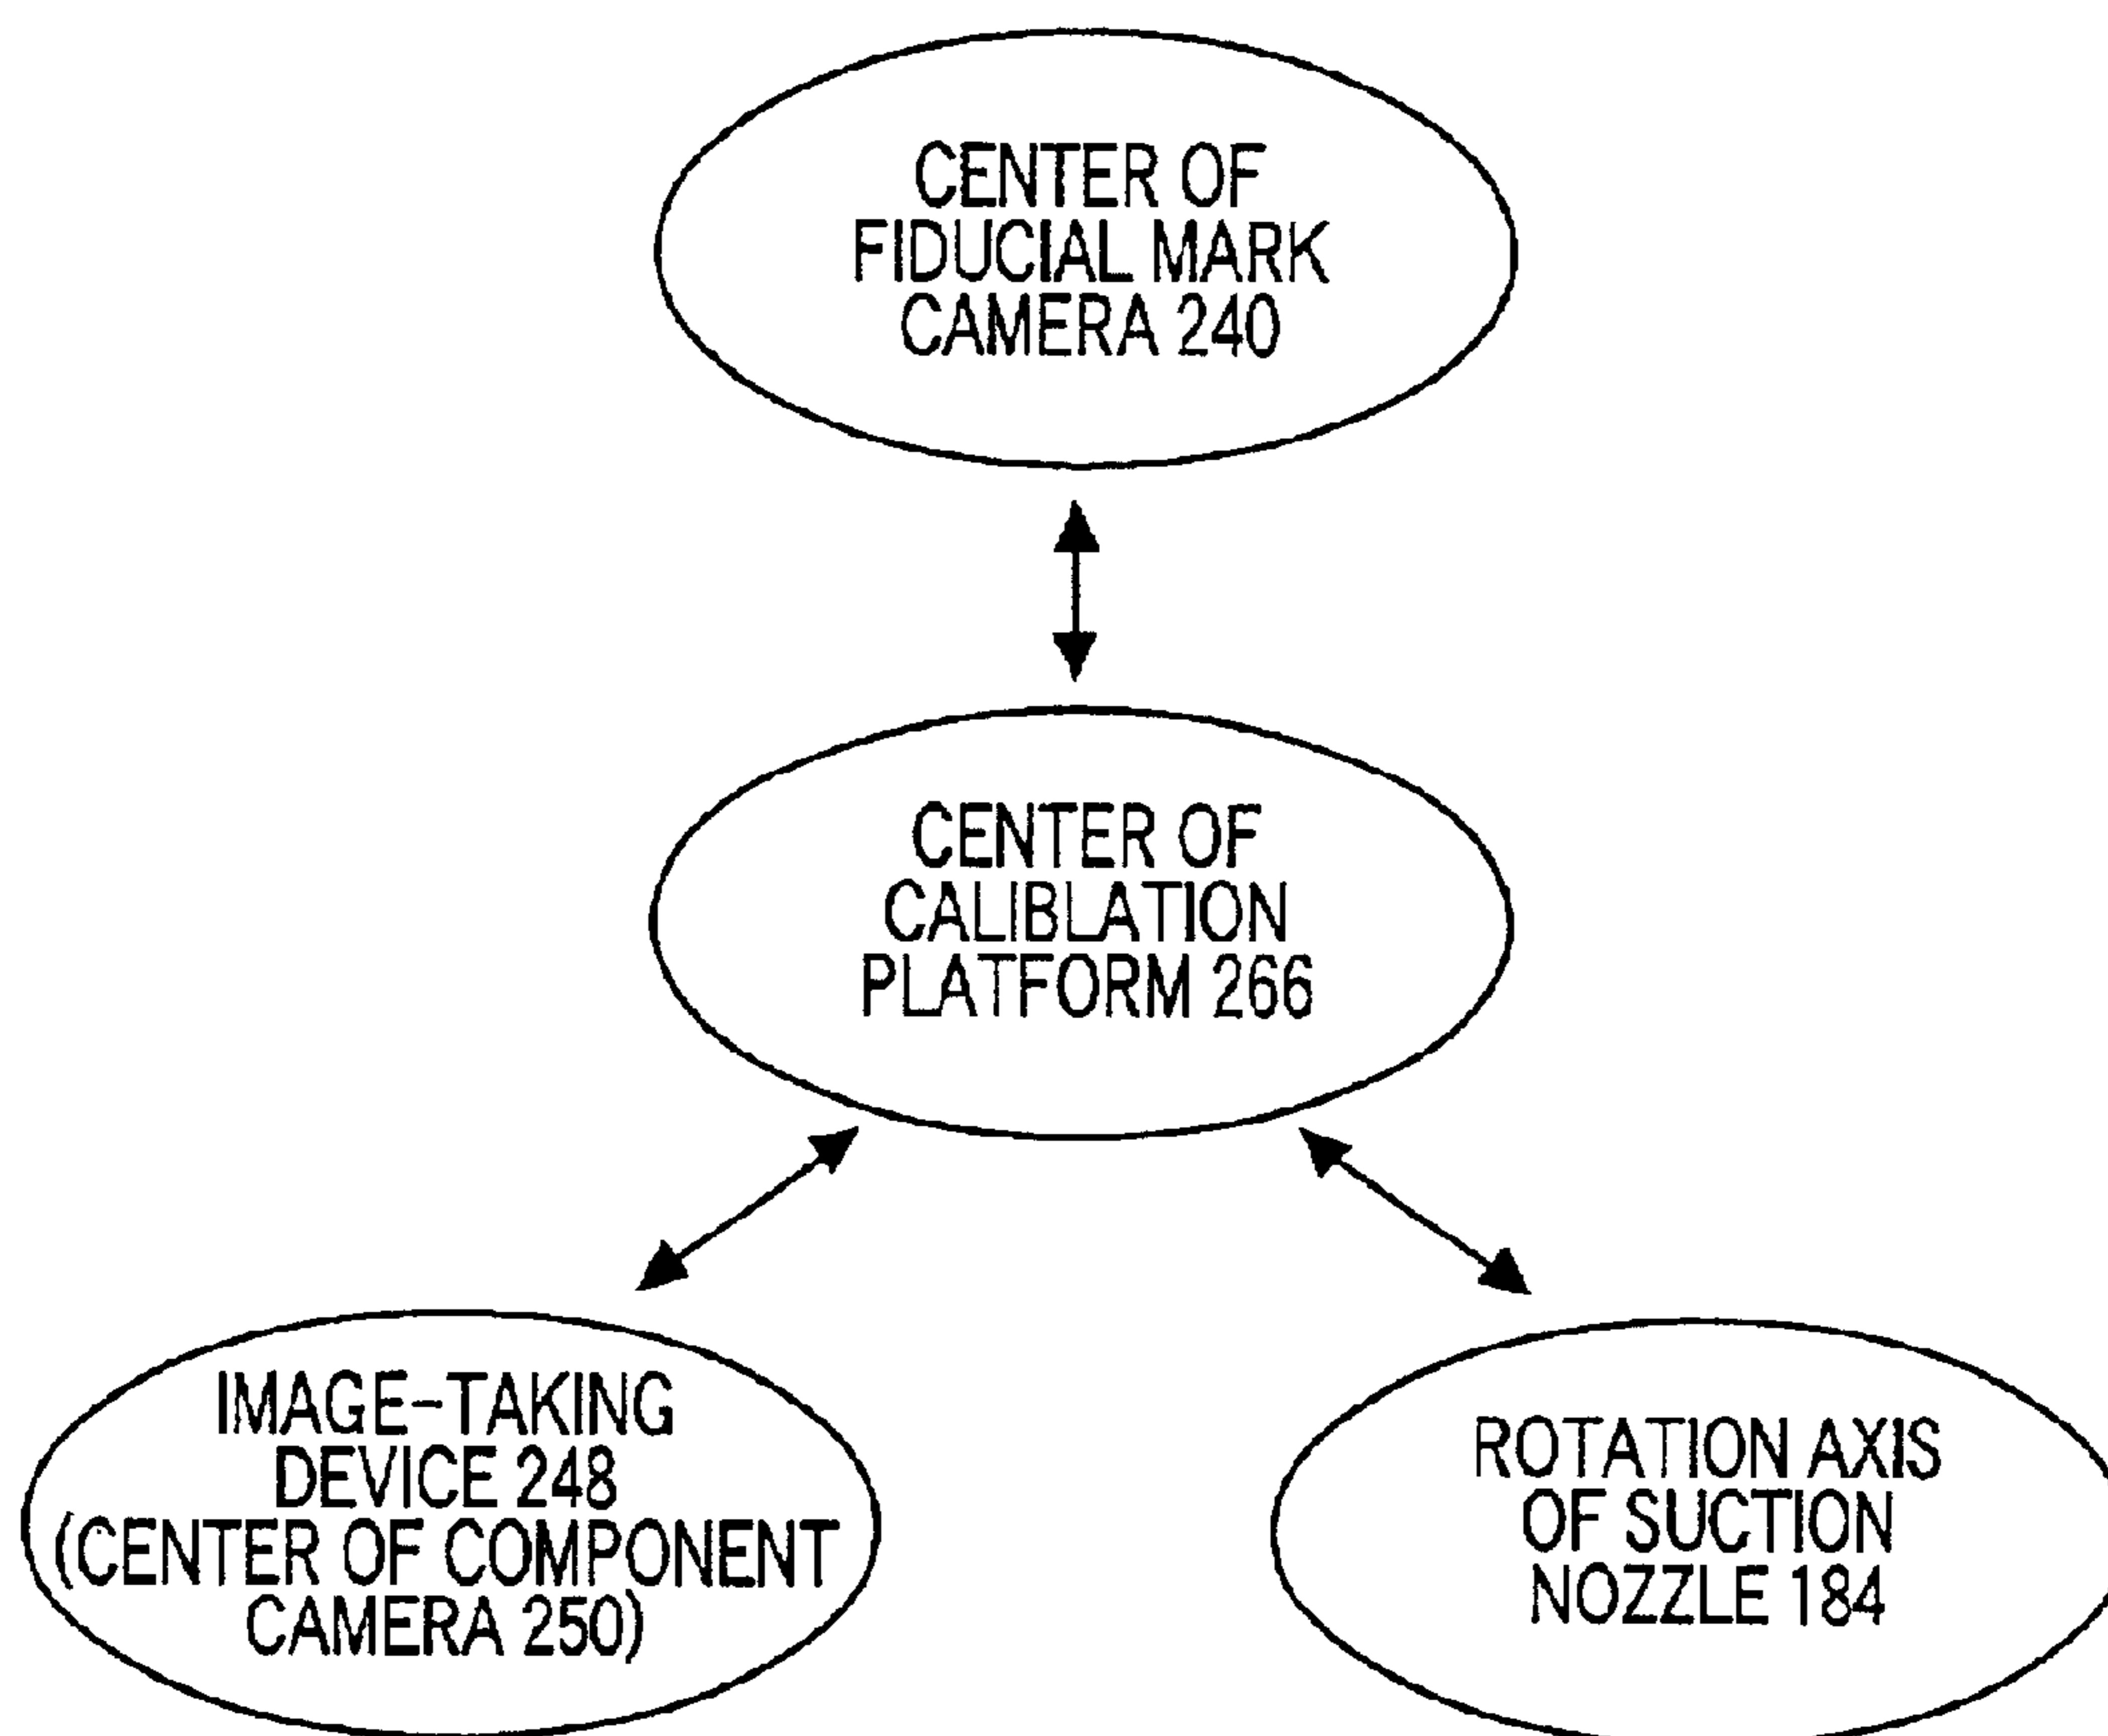 CENTER OF
FIDUCIAL MARK
CAMERA 240
CENTER OF
CALIBLATION
PLATFORM 266
IMAGE-TAKING
DEVICE 248
(CENTER OF COMPONENT
CAMERA 250)
ROTATION AXIS
OF SUCTION
NOZZLE 184